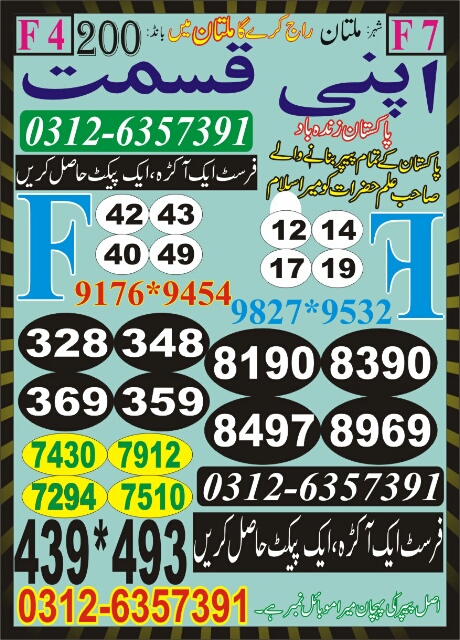 F 4 200 بانڈ: شہر: ملتان راج کرے گا ملتان میں F 7
اپنی قسمت
پاکستان زندہ باد
0312-6357391
پاکستان کے تمام پیپر بنانے والے
صاحب علم حضرات کو میرا سلام
فرسٹ ایک آکڑہ، ایک پیکٹ حاصل کریں
F
42 43
40 49
9176*9454
12 14
17 19
F
9827*9532
328 348
369 359
8190 8390
8497 8969
7430 7912
7294 7510
0312-6357391
439*493
فرسٹ ایک آکڑہ، ایک پیکٹ حاصل کریں
0312-6357391
اصل پیپر کی پہچان میرا موبائل نمبر ہے۔